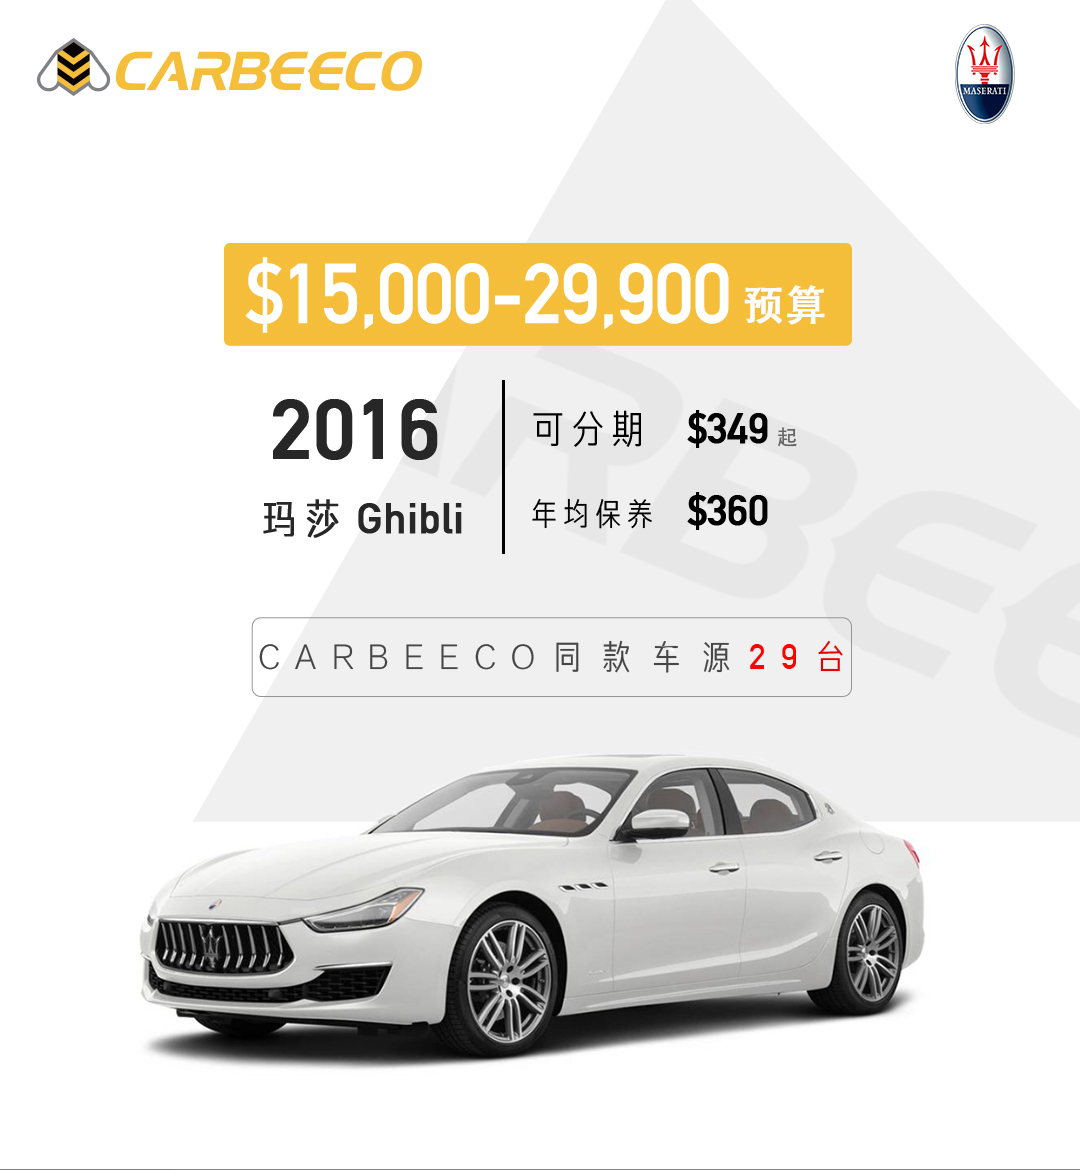 CARBEECO
MASERATI
$15,000-29,900 预算
2016
玛莎 Ghibli
可分期 $349 起
年均保养 $360
CARBEECO同款车源29台
RBEE